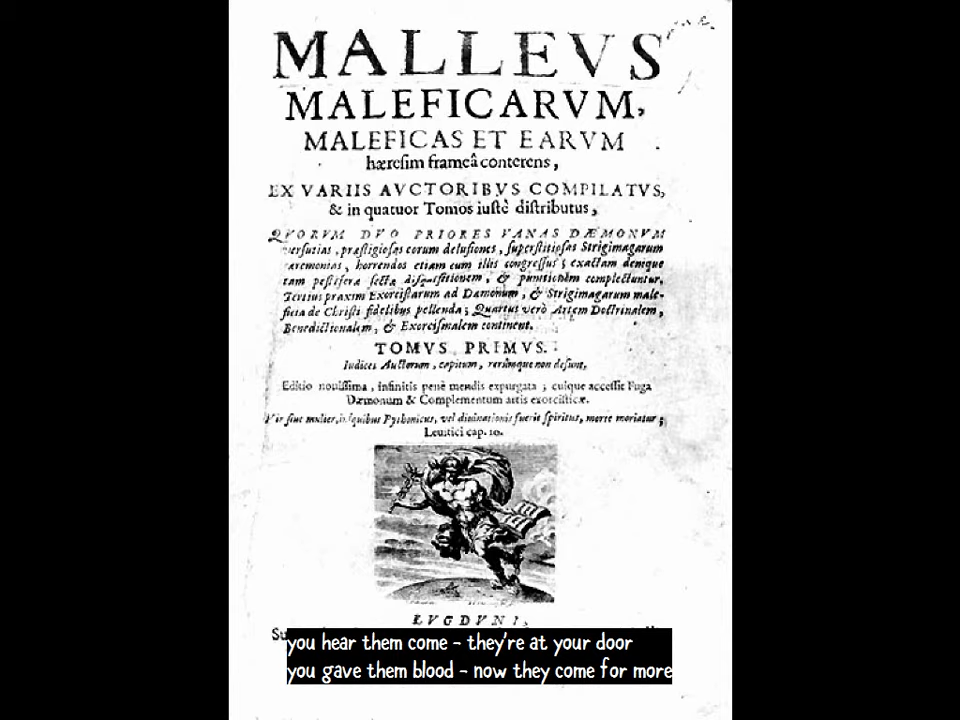 MALLEVS
MALEFICARVM,
MALEFICAS ET EARVM
hæresim frameâ conterens,
EX VARIIS AVCTORIBVS COMPILATVS,
& in quatuor Tomos iustè distributus,
QVORVM DVO PRIORES VANAS DÆMONVM
versutias, præstigiosas eorum delusiones, superstitiosas Strigimagarum
cæremonias, horrendos etiam cum illis congressus; exactam denique
tam pestiferæ sectæ disquisitionem, & punitionem complectuntur.
Tertius praxim Exorcistarum ad Dæmonum, & Strigimagarum male-
ficia de Christi fidelibus pellenda; Quartus verò Artem Doctrinalem,
Benedictionalem, & Exorcismalem continent.
TOMVS PRIMVS.
Indices Auctorum, capitum, rerúmque non desunt,
Editio nouissima, infinitis penè mendis expurgata; cuique accessit Fuga
Dæmonum & Complementum artis exorcisticæ.
Vir siue mulier, in quibus Pythonicus, vel diuinationis fuerit spiritus, morte moriatur;
Leuitici cap. 10.
LVGDVNI,
you hear them come - they're at your door
you gave them blood - now they come for more